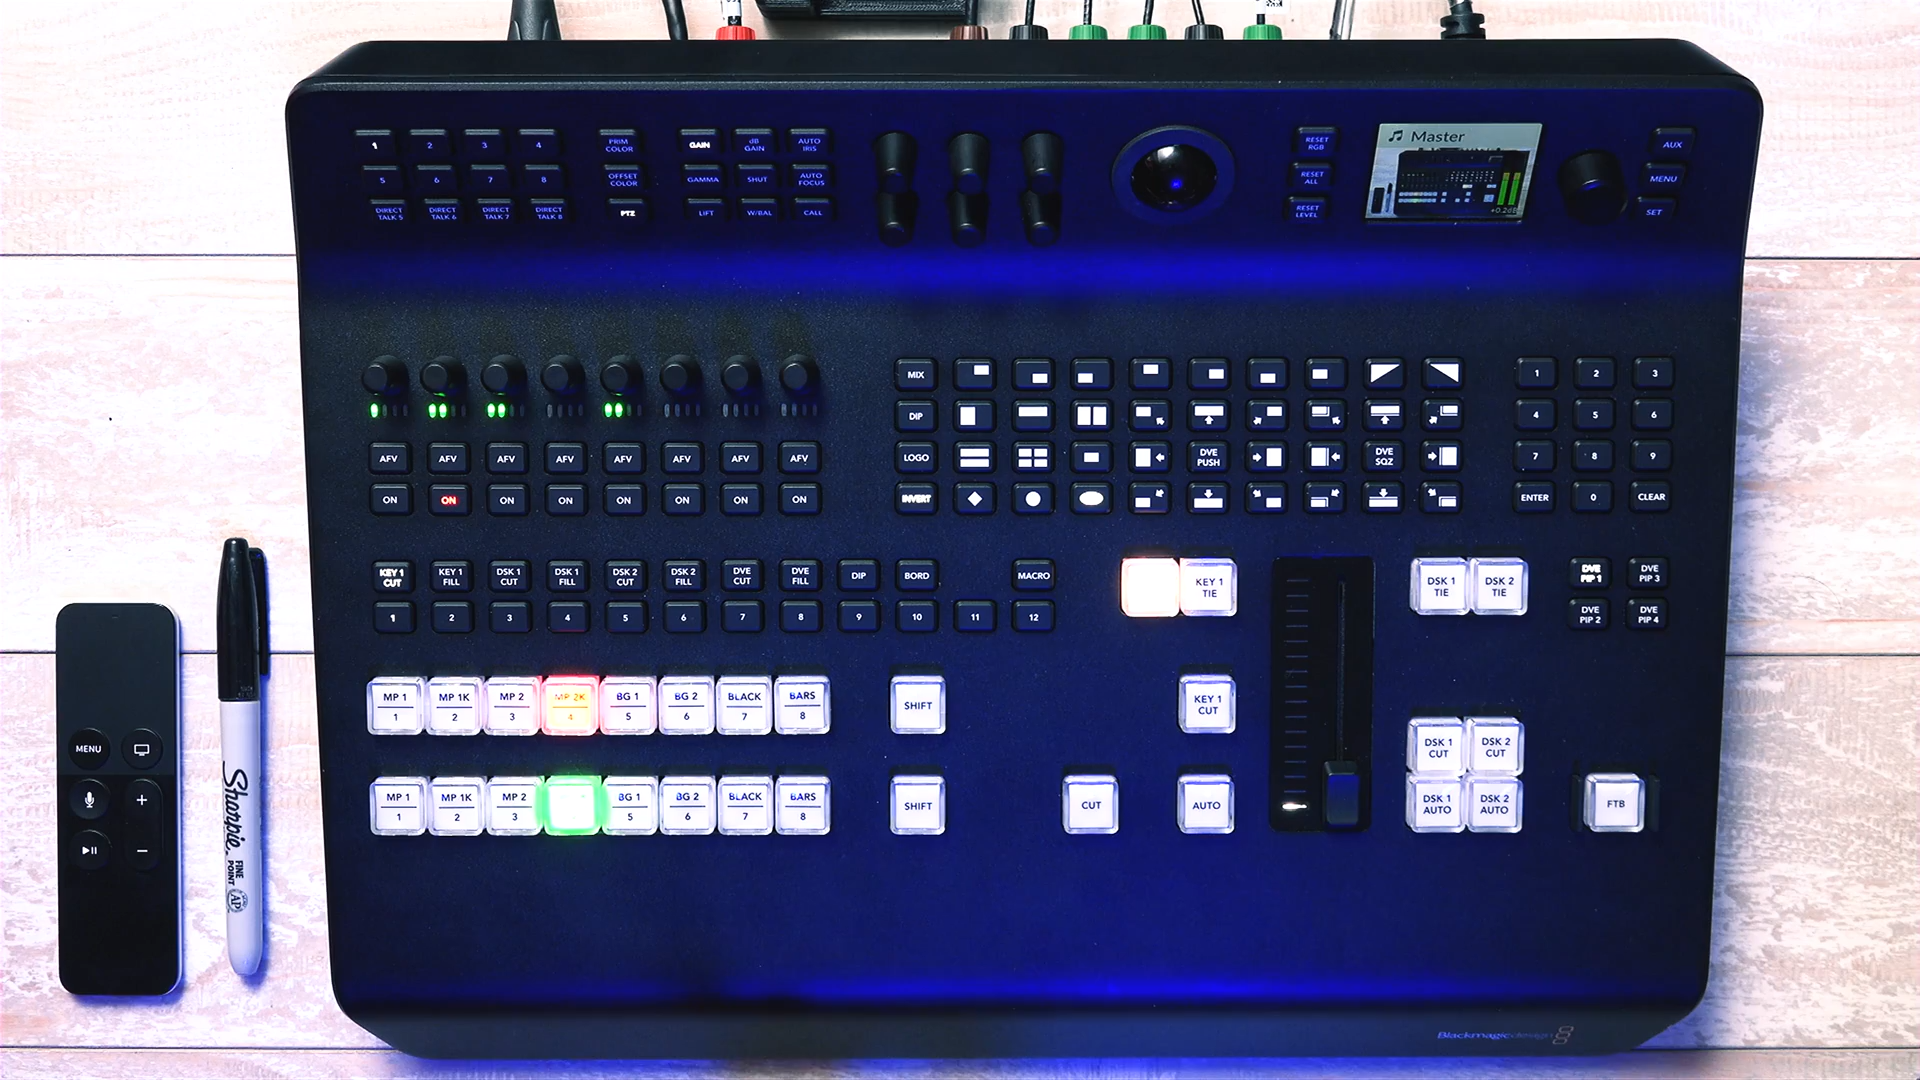 1 2 3 4 PRIM COLOR GAIN dB GAIN AUTO IRIS RESET RGB Master AUX
5 6 7 8 OFFSET COLOR GAMMA SHUT AUTO FOCUS RESET ALL MENU
DIRECT TALK 5 DIRECT TALK 6 DIRECT TALK 7 DIRECT TALK 8 PTZ LIFT W/BAL CALL RESET LEVEL SET
MIX 1 2 3
DIP 4 5 6
AFV AFV AFV AFV AFV AFV AFV AFV LOGO DVE PUSH DVE SQZ 7 8 9
ON ON ON ON ON ON ON ON INVERT ENTER 0 CLEAR
KEY 1 CUT KEY 1 FILL DSK 1 CUT DSK 1 FILL DSK 2 CUT DSK 2 FILL DVE CUT DVE FILL DIP BORD MACRO KEY 1 TIE DSK 1 TIE DSK 2 TIE DVE PIP 1 DVE PIP 3
1 2 3 4 5 6 7 8 9 10 11 12 DVE PIP 2 DVE PIP 4
MP 1 MP 1K MP 2 MP 2K BG 1 BG 2 BLACK BARS SHIFT KEY 1 CUT
1 2 3 4 5 6 7 8
DSK 1 CUT DSK 2 CUT
MP 1 MP 1K MP 2 BG 1 BG 2 BLACK BARS SHIFT CUT AUTO DSK 1 AUTO DSK 2 AUTO FTB
1 2 3 5 6 7 8
MENU
Sharpie.
FINE POINT
AP
Blackmagicdesign